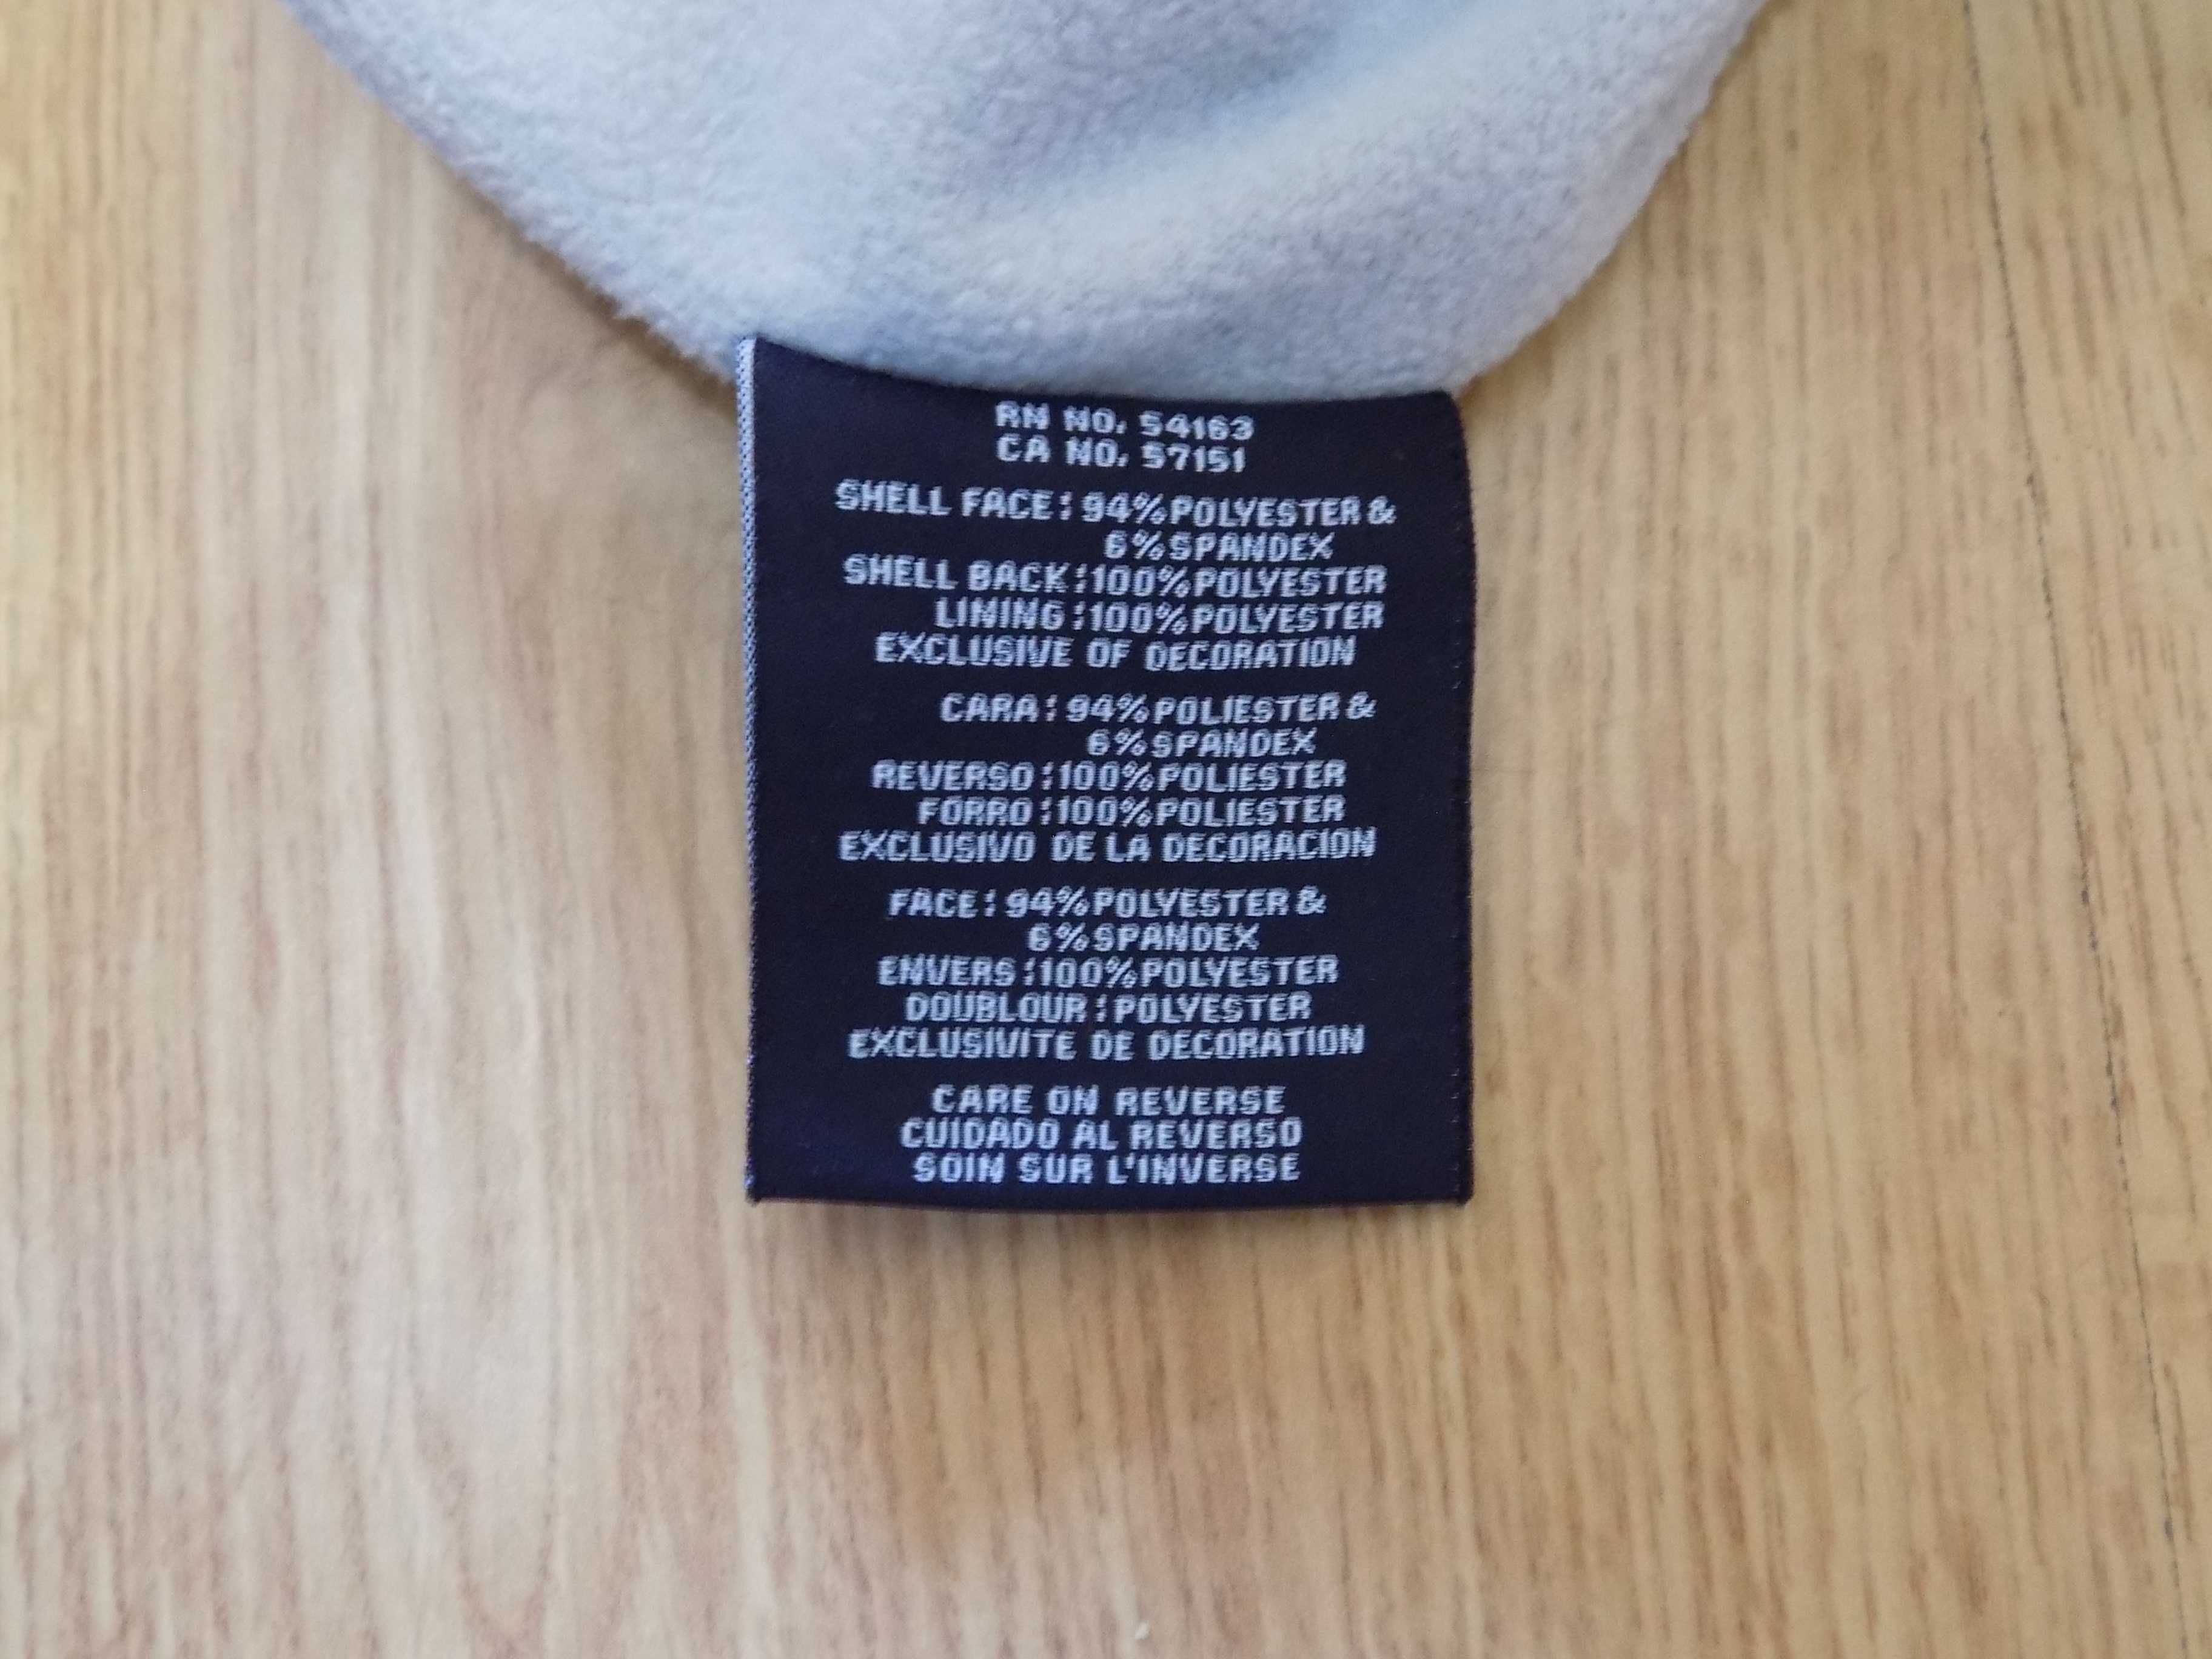 RN NO. 54163
CA NO. 57151
SHELL FACE: 94% POLYESTER &
6% SPANDEX
SHELL BACK: 100% POLYESTER
LINING: 100% POLYESTER
EXCLUSIVE OF DECORATION
CARA: 94% POLIESTER &
6% SPANDEX
REVERSO: 100% POLIESTER
FORRO: 100% POLIESTER
EXCLUSIVO DE LA DECORACION
FACE: 94% POLYESTER &
6% SPANDEX
ENVERS: 100% POLYESTER
DOUBLOUR: POLYESTER
EXCLUSIVITE DE DECORATION
CARE ON REVERSE
CUIDADO AL REVERSO
SOIN SUR L'INVERSE